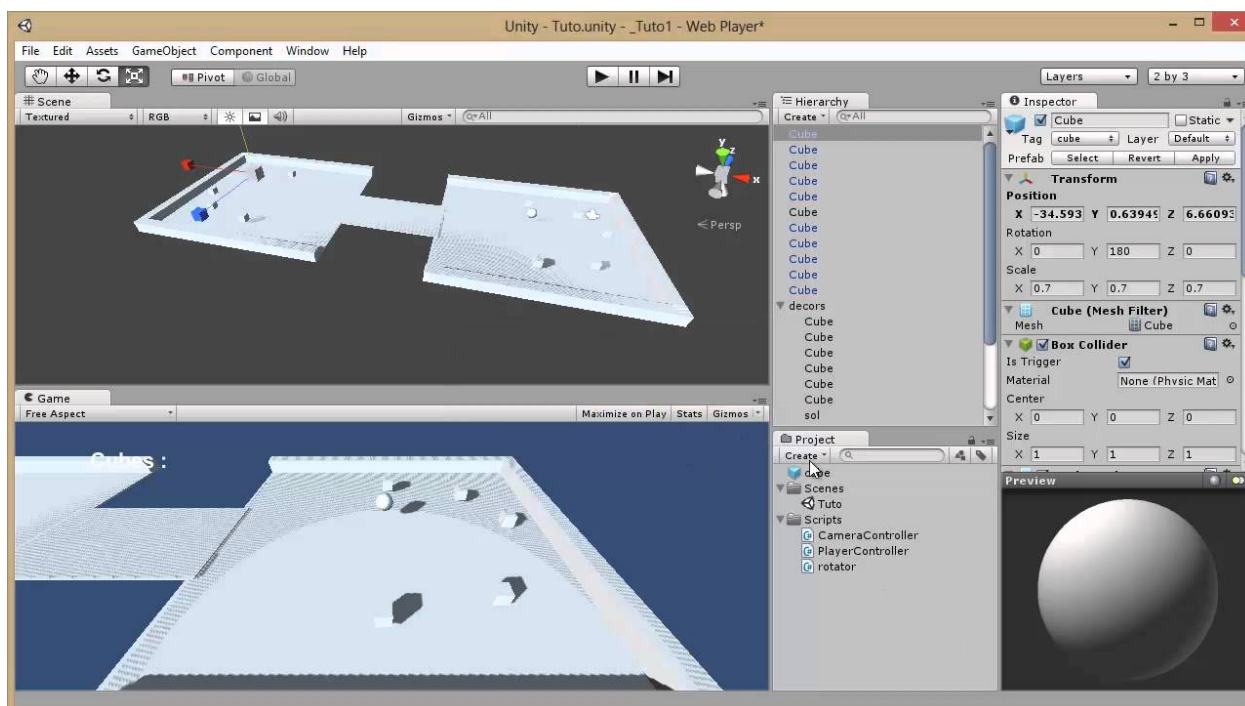 Unity - Tuto.unity - _Tuto1 - Web Player*
File Edit Assets GameObject Component Window Help
Pivot Global
Layers 2 by 3
Scene
Textured RGB Gizmos All
y
z
x
Persp
Game
Free Aspect Maximize on Play Stats Gizmos
Cubes :
Hierarchy
Create All
Cube
Cube
Cube
Cube
Cube
Cube
Cube
Cube
Cube
Cube
Cube
decors
Cube
Cube
Cube
Cube
Cube
Cube
sol
Project
Create
Scenes
Tuto
Scripts
CameraController
PlayerController
rotator
Inspector
Cube Static
Tag cube Layer Default
Prefab Select Revert Apply
Transform
Position
X -34.593 Y 0.63949 Z 6.66093
Rotation
X 0 Y 180 Z 0
Scale
X 0.7 Y 0.7 Z 0.7
Cube (Mesh Filter)
Mesh Cube
Box Collider
Is Trigger
Material None (Physic Mat
Center
X 0 Y 0 Z 0
Size
X 1 Y 1 Z 1
Preview